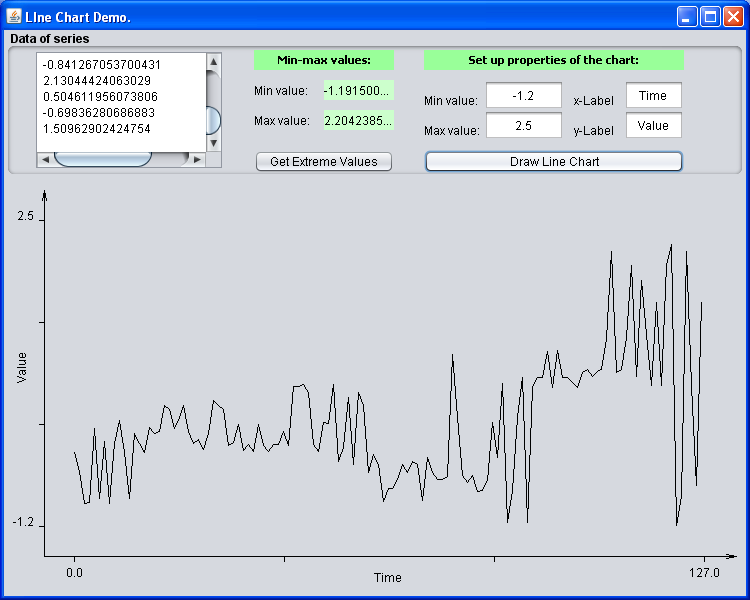 LIne Chart Demo.
Data of series
-0.841267053700431
2.13044424063029
0.504611956073806
-0.69836280686883
1.50962902424754
Min-max values:
Min value: -1.191500...
Max value: 2.2042385...
Get Extreme Values
Set up properties of the chart:
Min value: -1.2 x-Label Time
Max value: 2.5 y-Label Value
Draw Line Chart
2.5
Value
-1.2
0.0 127.0
Time